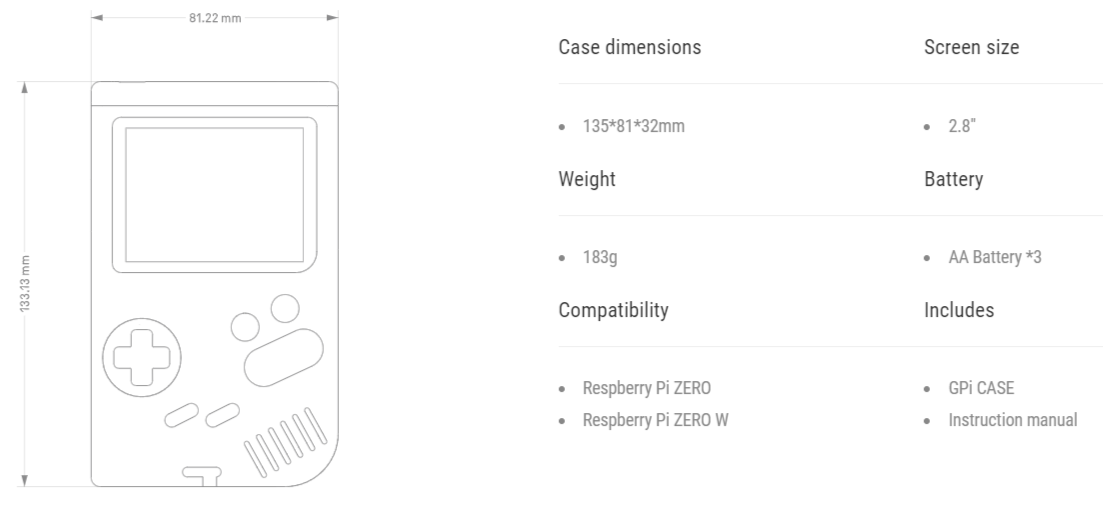 81.22 mm
133.13 mm
Case dimensions
135*81*32mm
Screen size
2.8"
Weight
183g
Battery
AA Battery *3
Compatibility
Respberry Pi ZERO
Respberry Pi ZERO W
Includes
GPi CASE
Instruction manual